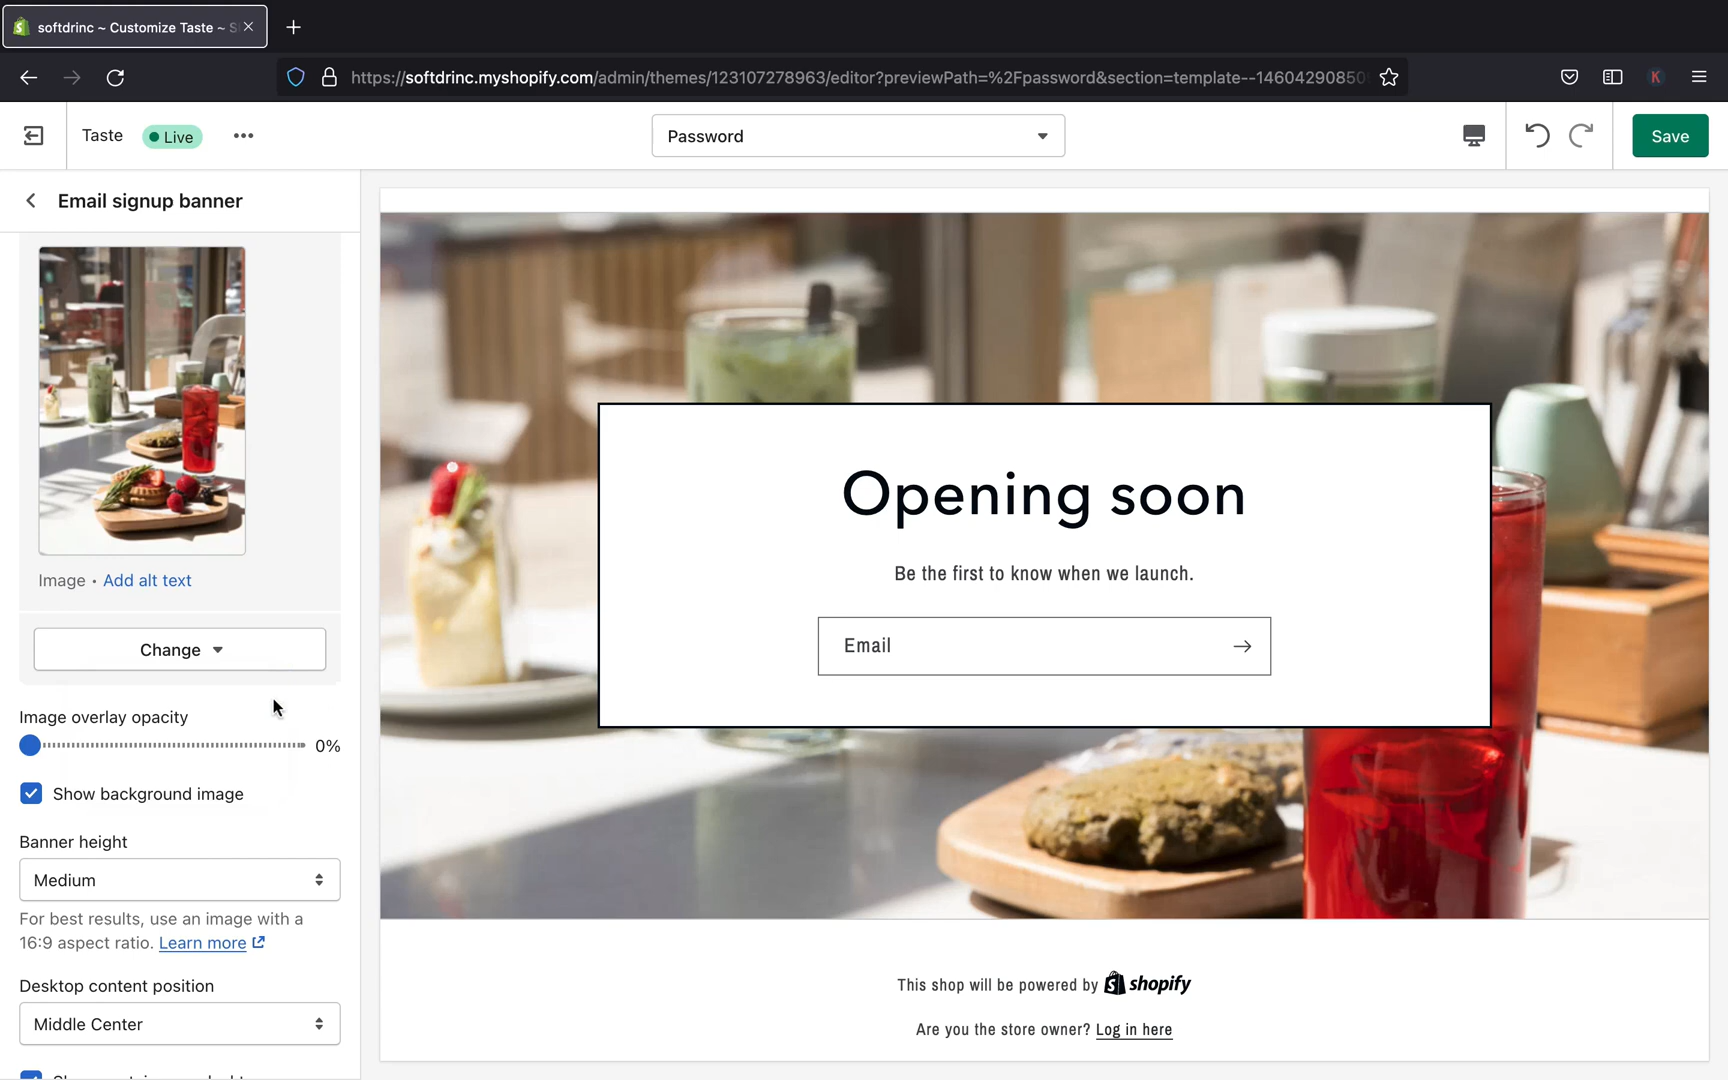 softdrinc ~ Customize Taste ~ S
https://softdrinc.myshopify.com/admin/themes/123107278963/editor?previewPath=%2Fpassword&section=template--1460429085
K
Taste
Live
Password
Save
Email signup banner
Image • Add alt text
Change
Image overlay opacity
0%
Show background image
Banner height
Medium
For best results, use an image with a
16:9 aspect ratio. Learn more
Desktop content position
Middle Center
Opening soon
Be the first to know when we launch.
Email
This shop will be powered by shopify
Are you the store owner? Log in here